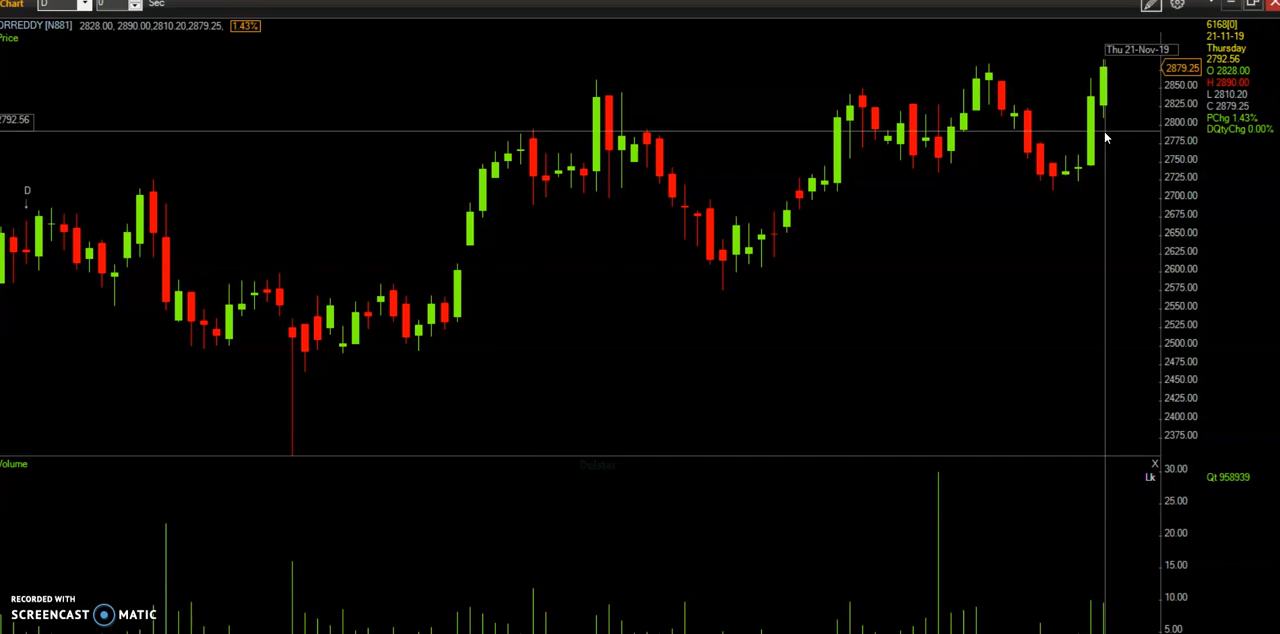 Chart D 0 Sec
DRREDDY [N881] 2828.00, 2890.00,2810.20,2879.25, 1.43%
Price
6168[0]
21-11-19
Thursday
2792.56
O 2828.00
H 2890.00
L 2810.20
C 2879.25
PChg 1.43%
DQtyChg 0.00%
Thu 21-Nov-19
2879.25
2850.00
2825.00
2800.00
2775.00
2750.00
2725.00
2700.00
2675.00
2650.00
2625.00
2600.00
2575.00
2550.00
2525.00
2500.00
2475.00
2450.00
2425.00
2400.00
2375.00
2792.56
D
Volume
X
Lk
Qt 958939
30.00
25.00
20.00
15.00
10.00
5.00
RECORDED WITH
SCREENCAST MATIC